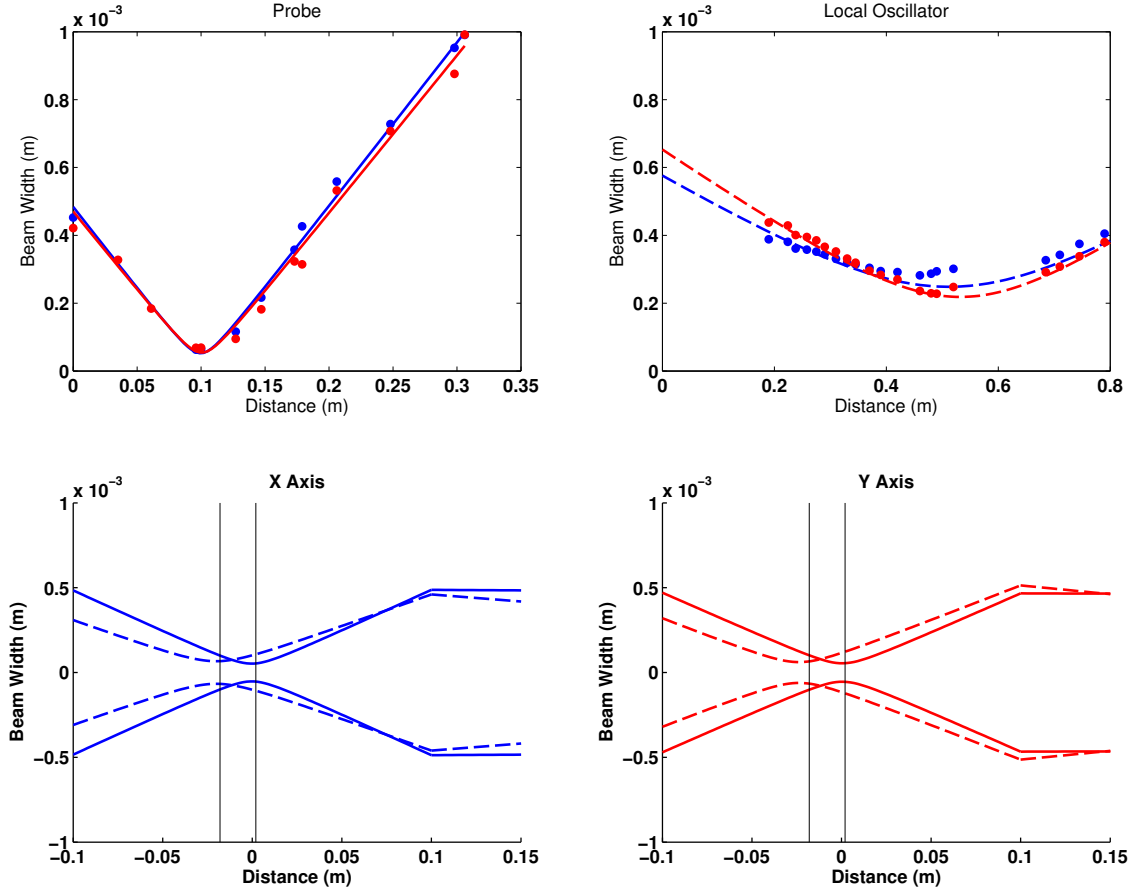 Probe
x 10−3
1
0.8
0.6
0.4
0.2
0
Beam Width (m)
0 0.05 0.1 0.15 0.2 0.25 0.3 0.35
Distance (m)
Local Oscillator
x 10−3
1
0.8
0.6
0.4
0.2
0
Beam Width (m)
0 0.2 0.4 0.6 0.8
Distance (m)
X Axis
x 10−3
1
0.5
0
−0.5
−1
Beam Width (m)
−0.1 −0.05 0 0.05 0.1 0.15
Distance (m)
Y Axis
x 10−3
1
0.5
0
−0.5
−1
Beam Width (m)
−0.1 −0.05 0 0.05 0.1 0.15
Distance (m)